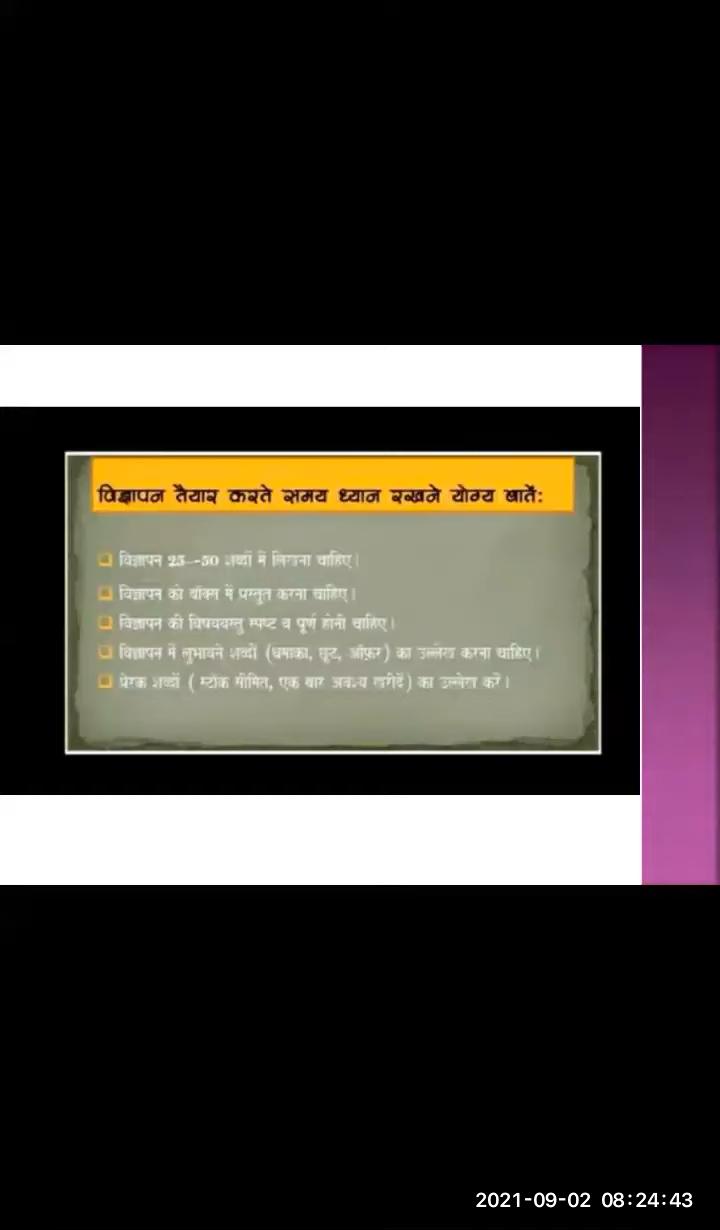 विज्ञापन तैयार करते समय ध्यान रखने योग्य बातें:
विज्ञापन 25--50 शब्दों में लिखना चाहिए।
विज्ञापन को बॉक्स में प्रस्तुत करना चाहिए।
विज्ञापन की विषयवस्तु स्पष्ट व पूर्ण होनी चाहिए।
विज्ञापन में लुभावने शब्दों (धमाका, छूट, ऑफ़र) का उल्लेख करना चाहिए।
प्रेरक शब्दों ( स्टॉक सीमित, एक बार अवश्य खरीदें) का उल्लेख करें।
2021-09-02 08:24:43